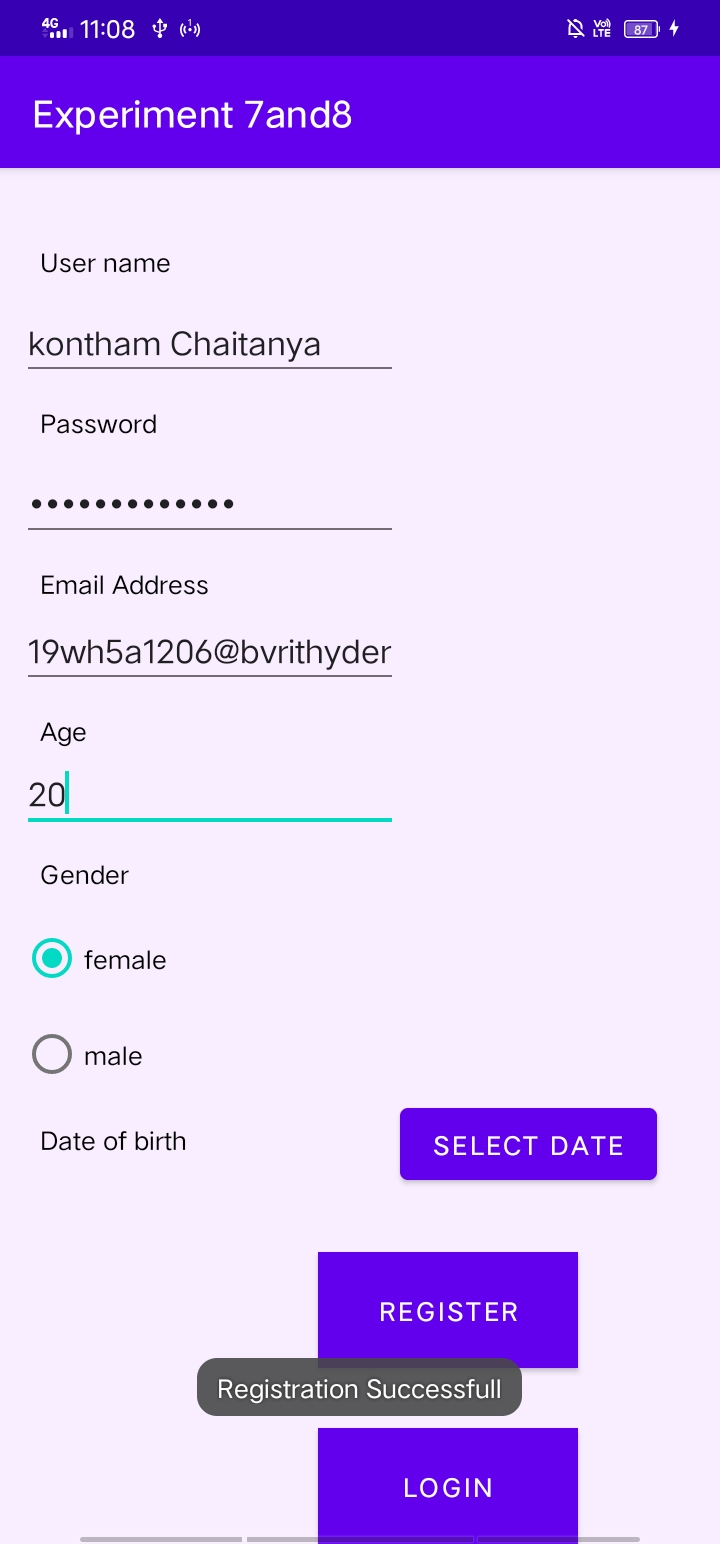 4G 11:08 Vo) LTE 87
Experiment 7and8
User name
kontham Chaitanya
Password
•••••••••••••
Email Address
19wh5a1206@bvrithyder
Age
20
Gender
female
male
Date of birth
SELECT DATE
REGISTER
Registration Successfull
LOGIN